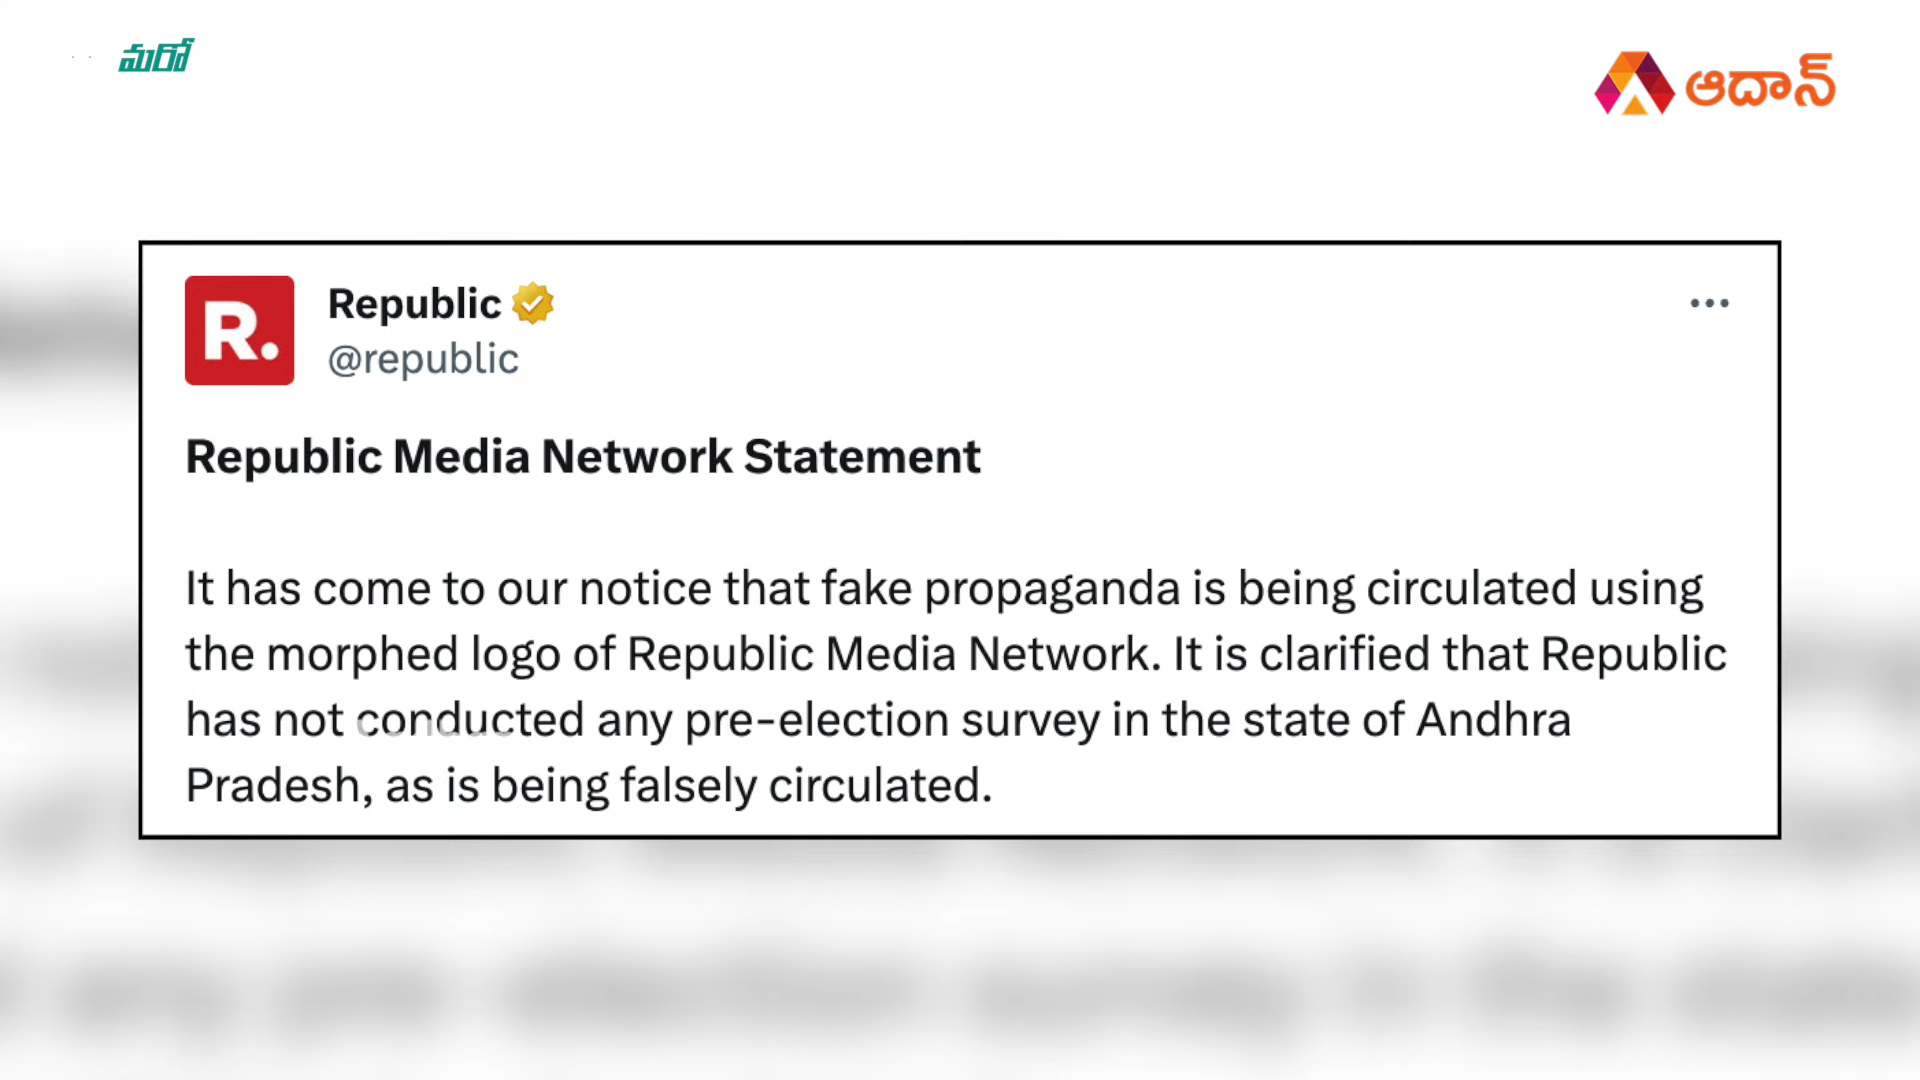 మరో
ఆదాన్
R.
Republic
@republic
Republic Media Network Statement
It has come to our notice that fake propaganda is being circulated using
the morphed logo of Republic Media Network. It is clarified that Republic
has not conducted any pre-election survey in the state of Andhra
Pradesh, as is being falsely circulated.